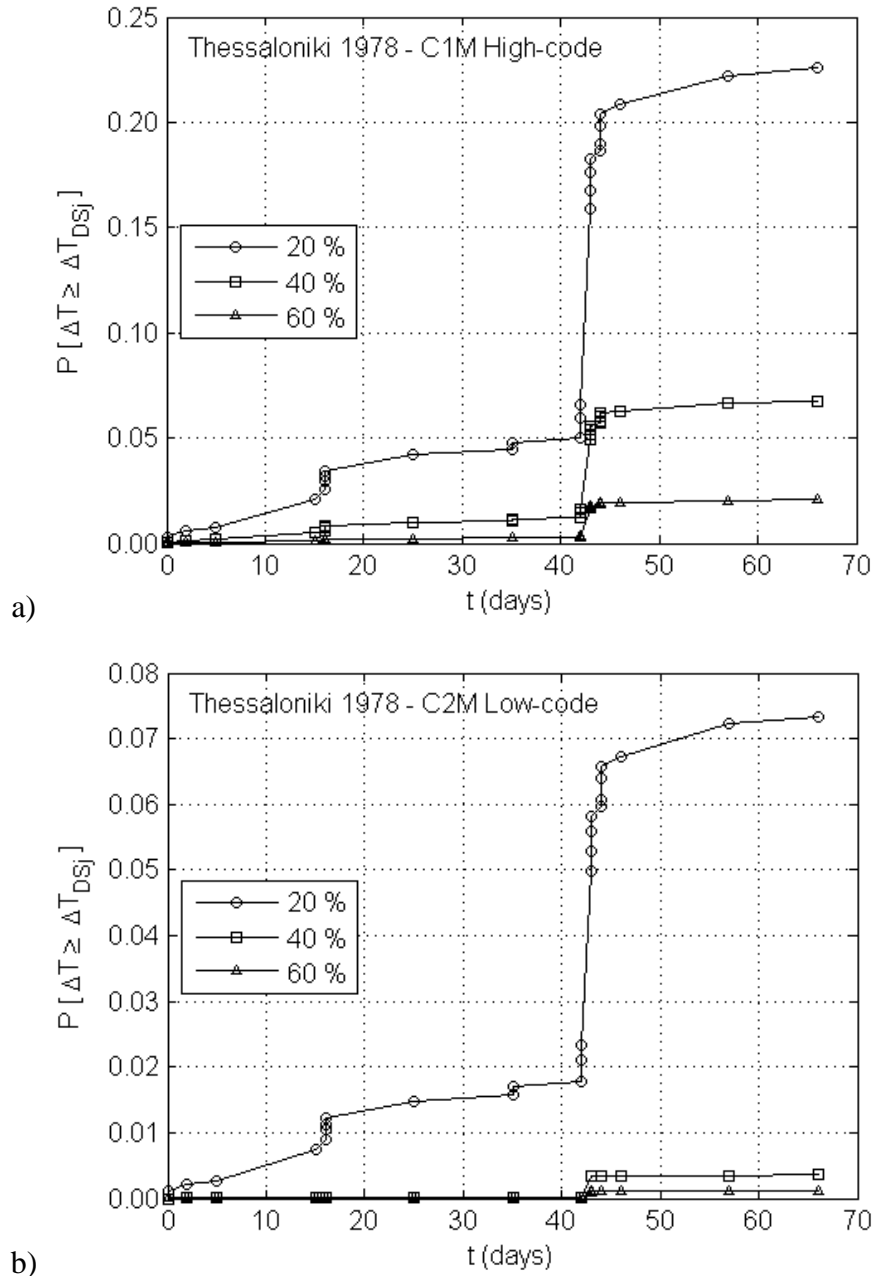 0.25
Thessaloniki 1978 - C1M High-code
0.20
0.15
0.10
0.05
0.00
P [ ΔT ≥ ΔT_DSj ]
20 %
40 %
60 %
0 10 20 30 40 50 60 70
t (days)
a)
0.08
Thessaloniki 1978 - C2M Low-code
0.07
0.06
0.05
0.04
0.03
0.02
0.01
0.00
P [ ΔT ≥ ΔT_DSj ]
20 %
40 %
60 %
0 10 20 30 40 50 60 70
t (days)
b)